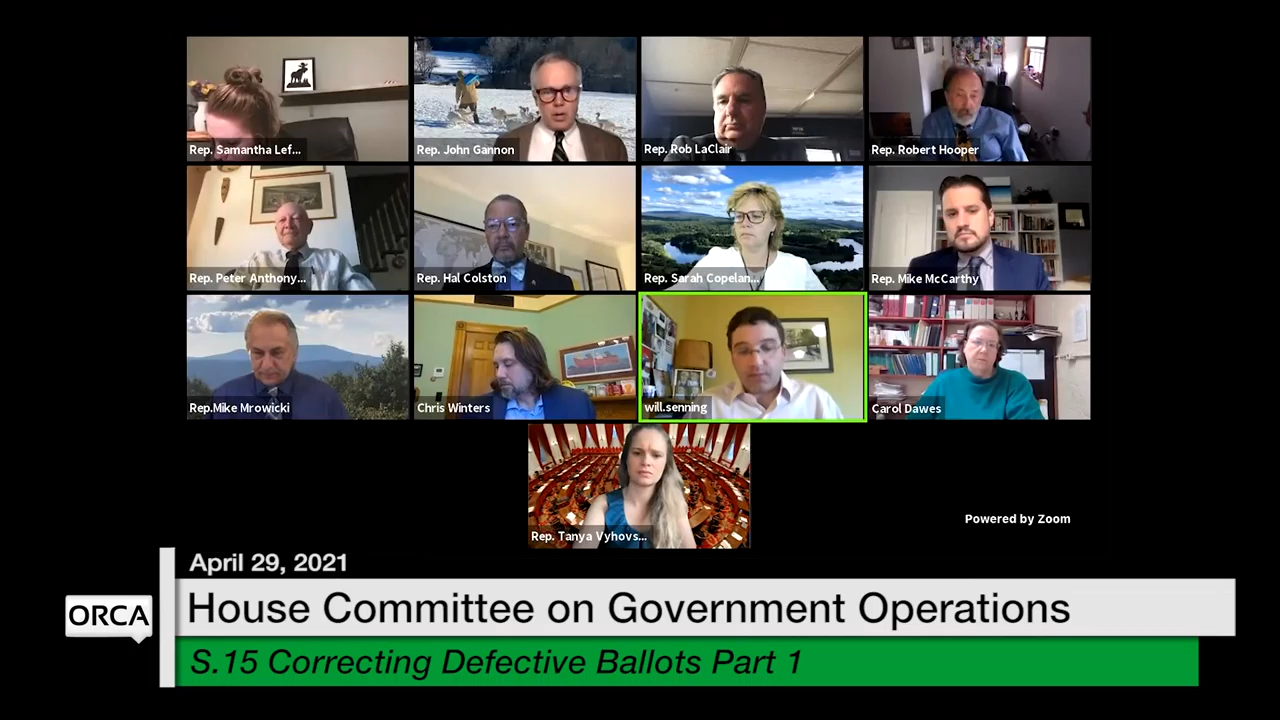 Rep. Samantha Lef...
Rep. John Gannon
Rep. Rob LaClair
Rep. Robert Hooper
Rep. Peter Anthony...
Rep. Hal Colston
Rep. Sarah Copelan...
Rep. Mike McCarthy
Rep.Mike Mrowicki
Chris Winters
will.senning
Carol Dawes
Rep. Tanya Vyhovs...
Powered by Zoom
April 29, 2021
ORCA
House Committee on Government Operations
S.15 Correcting Defective Ballots Part 1